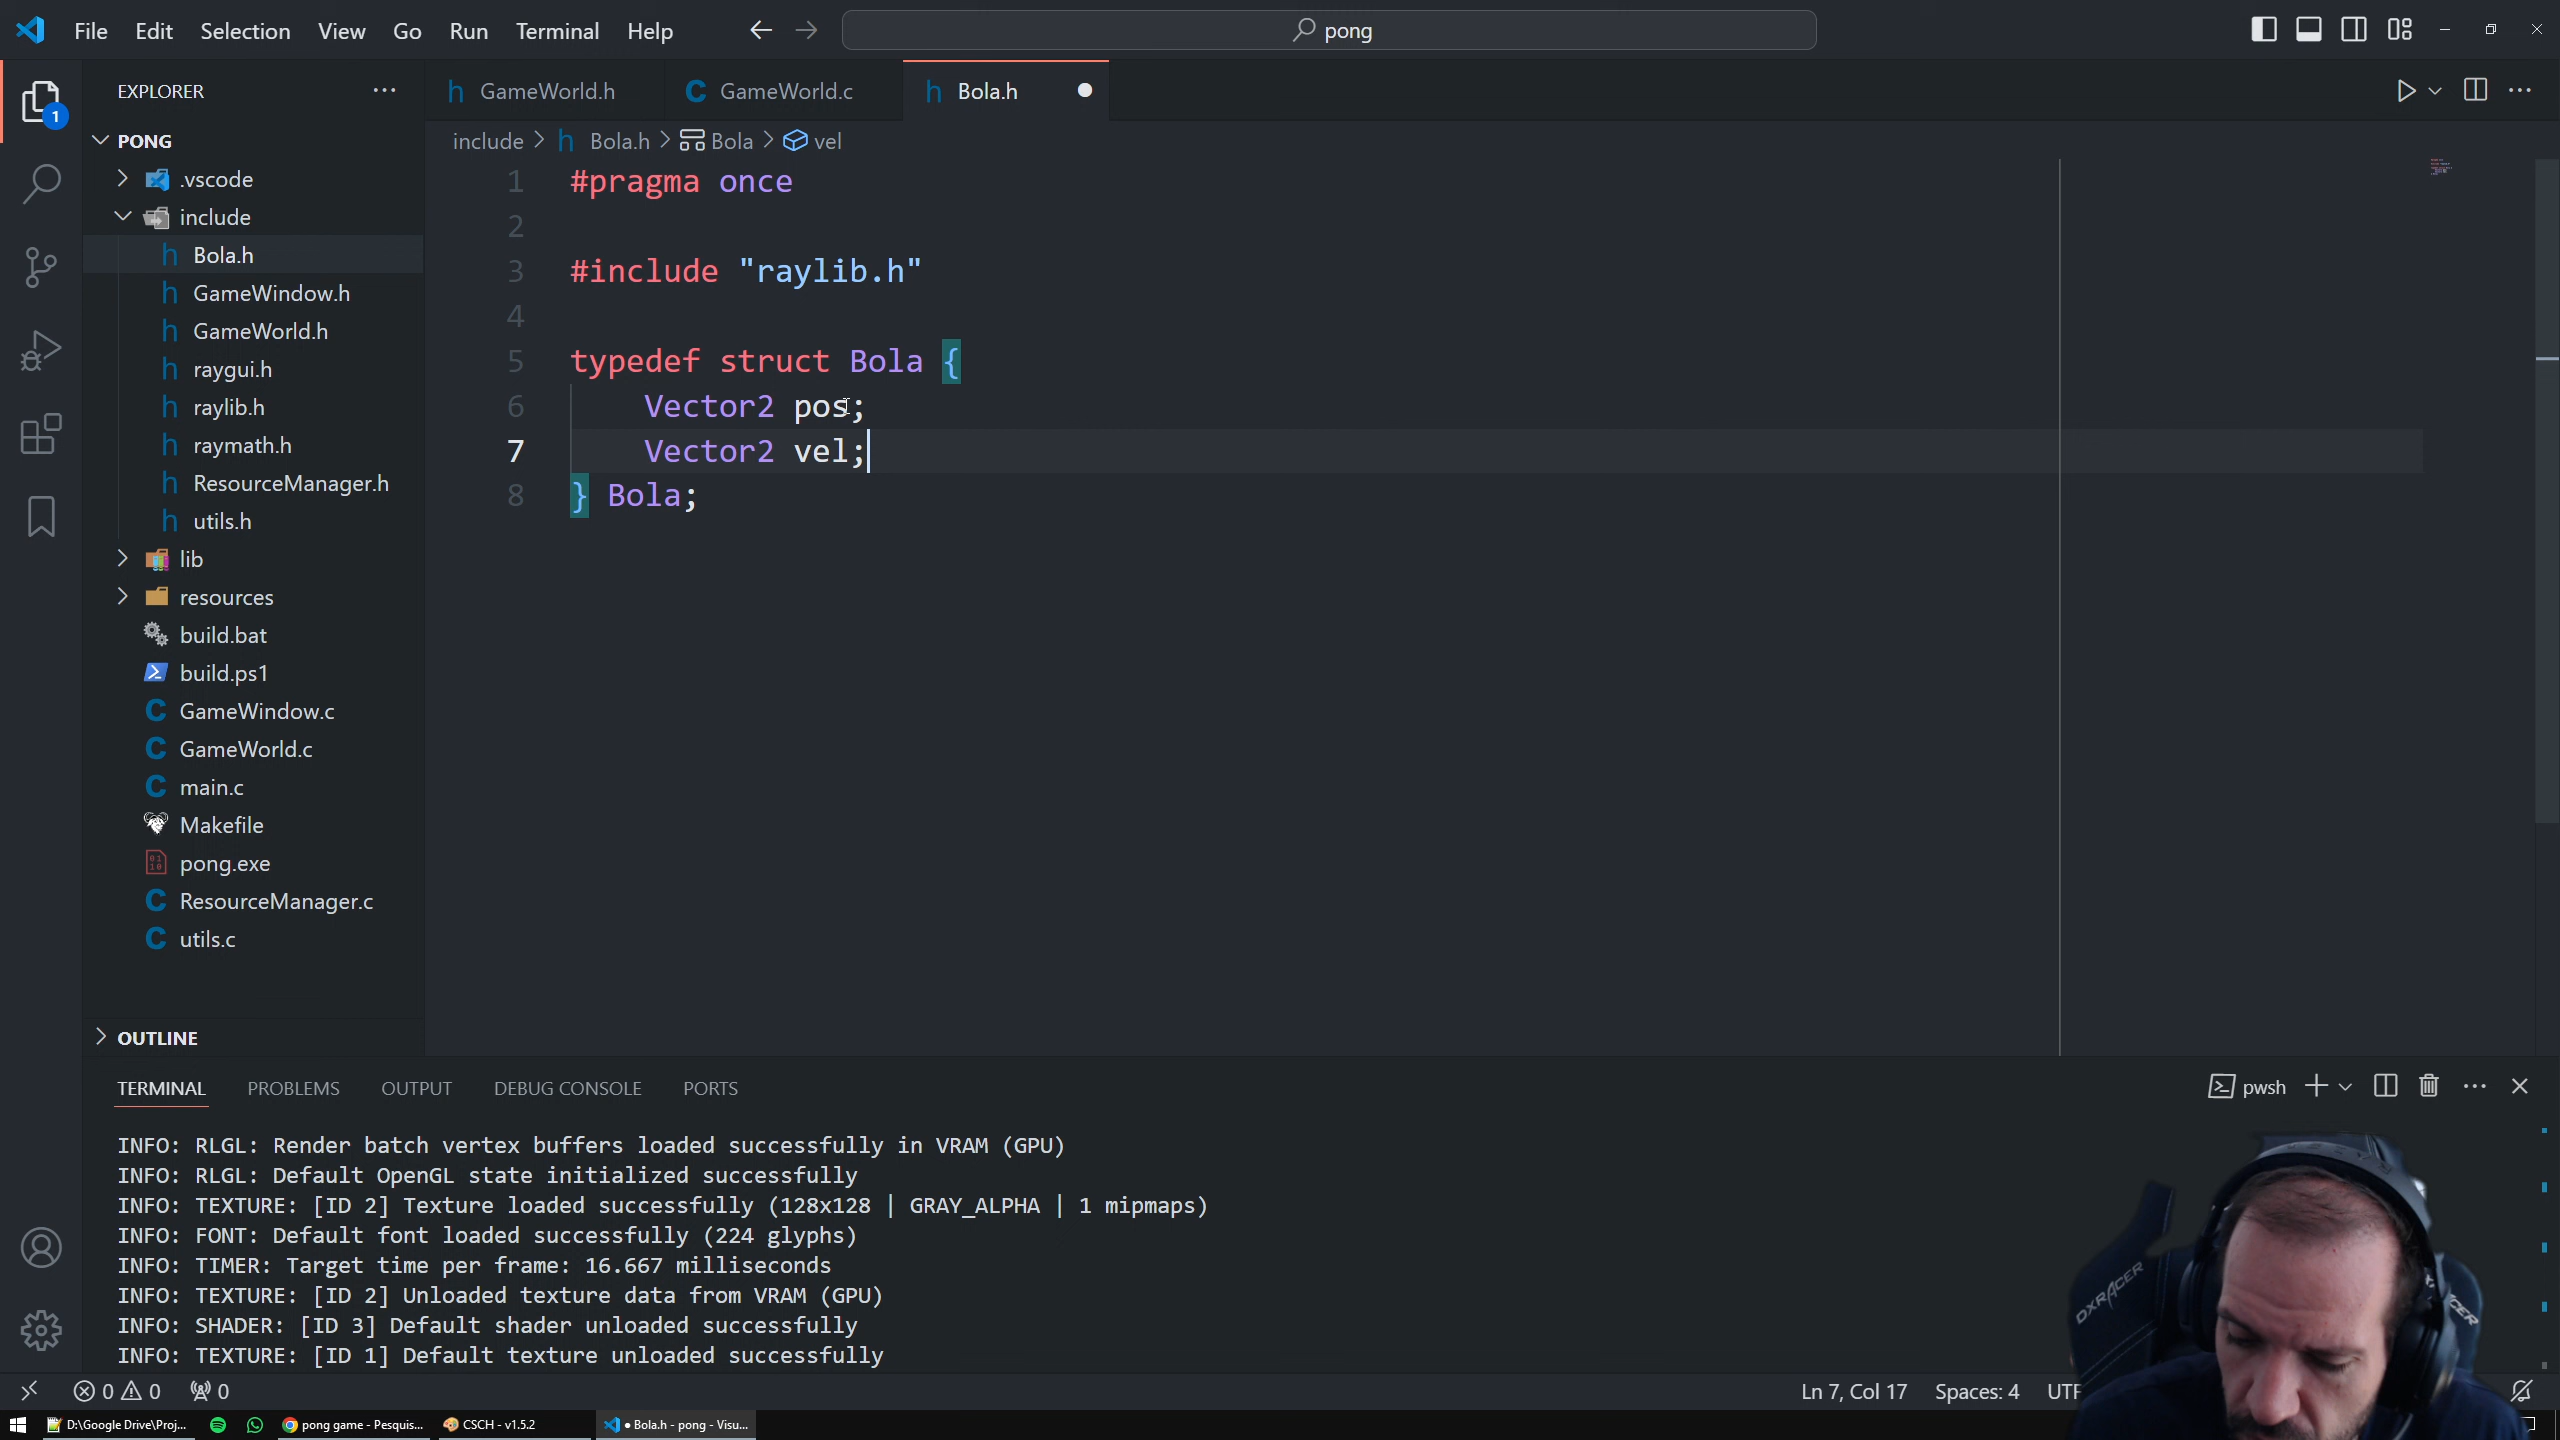 File Edit Selection View Go Run Terminal Help
pong
EXPLORER
1
PONG
.vscode
include
Bola.h
GameWindow.h
GameWorld.h
raygui.h
raylib.h
raymath.h
ResourceManager.h
utils.h
lib
resources
build.bat
build.ps1
GameWindow.c
GameWorld.c
main.c
Makefile
pong.exe
ResourceManager.c
utils.c
OUTLINE
GameWorld.h GameWorld.c Bola.h
include > Bola.h > Bola > vel
1 #pragma once
2
3 #include "raylib.h"
4
5 typedef struct Bola {
6 Vector2 pos;
7 Vector2 vel;
8 } Bola;
TERMINAL PROBLEMS OUTPUT DEBUG CONSOLE PORTS
pwsh
INFO: RLGL: Render batch vertex buffers loaded successfully in VRAM (GPU)
INFO: RLGL: Default OpenGL state initialized successfully
INFO: TEXTURE: [ID 2] Texture loaded successfully (128x128 | GRAY_ALPHA | 1 mipmaps)
INFO: FONT: Default font loaded successfully (224 glyphs)
INFO: TIMER: Target time per frame: 16.667 milliseconds
INFO: TEXTURE: [ID 2] Unloaded texture data from VRAM (GPU)
INFO: SHADER: [ID 3] Default shader unloaded successfully
INFO: TEXTURE: [ID 1] Default texture unloaded successfully
DXRACER
0 0 0
Ln 7, Col 17 Spaces: 4 UTF
D:\Google Drive\Proj... pong game - Pesquis... CSCH - v1.5.2 • Bola.h - pong - Visu...